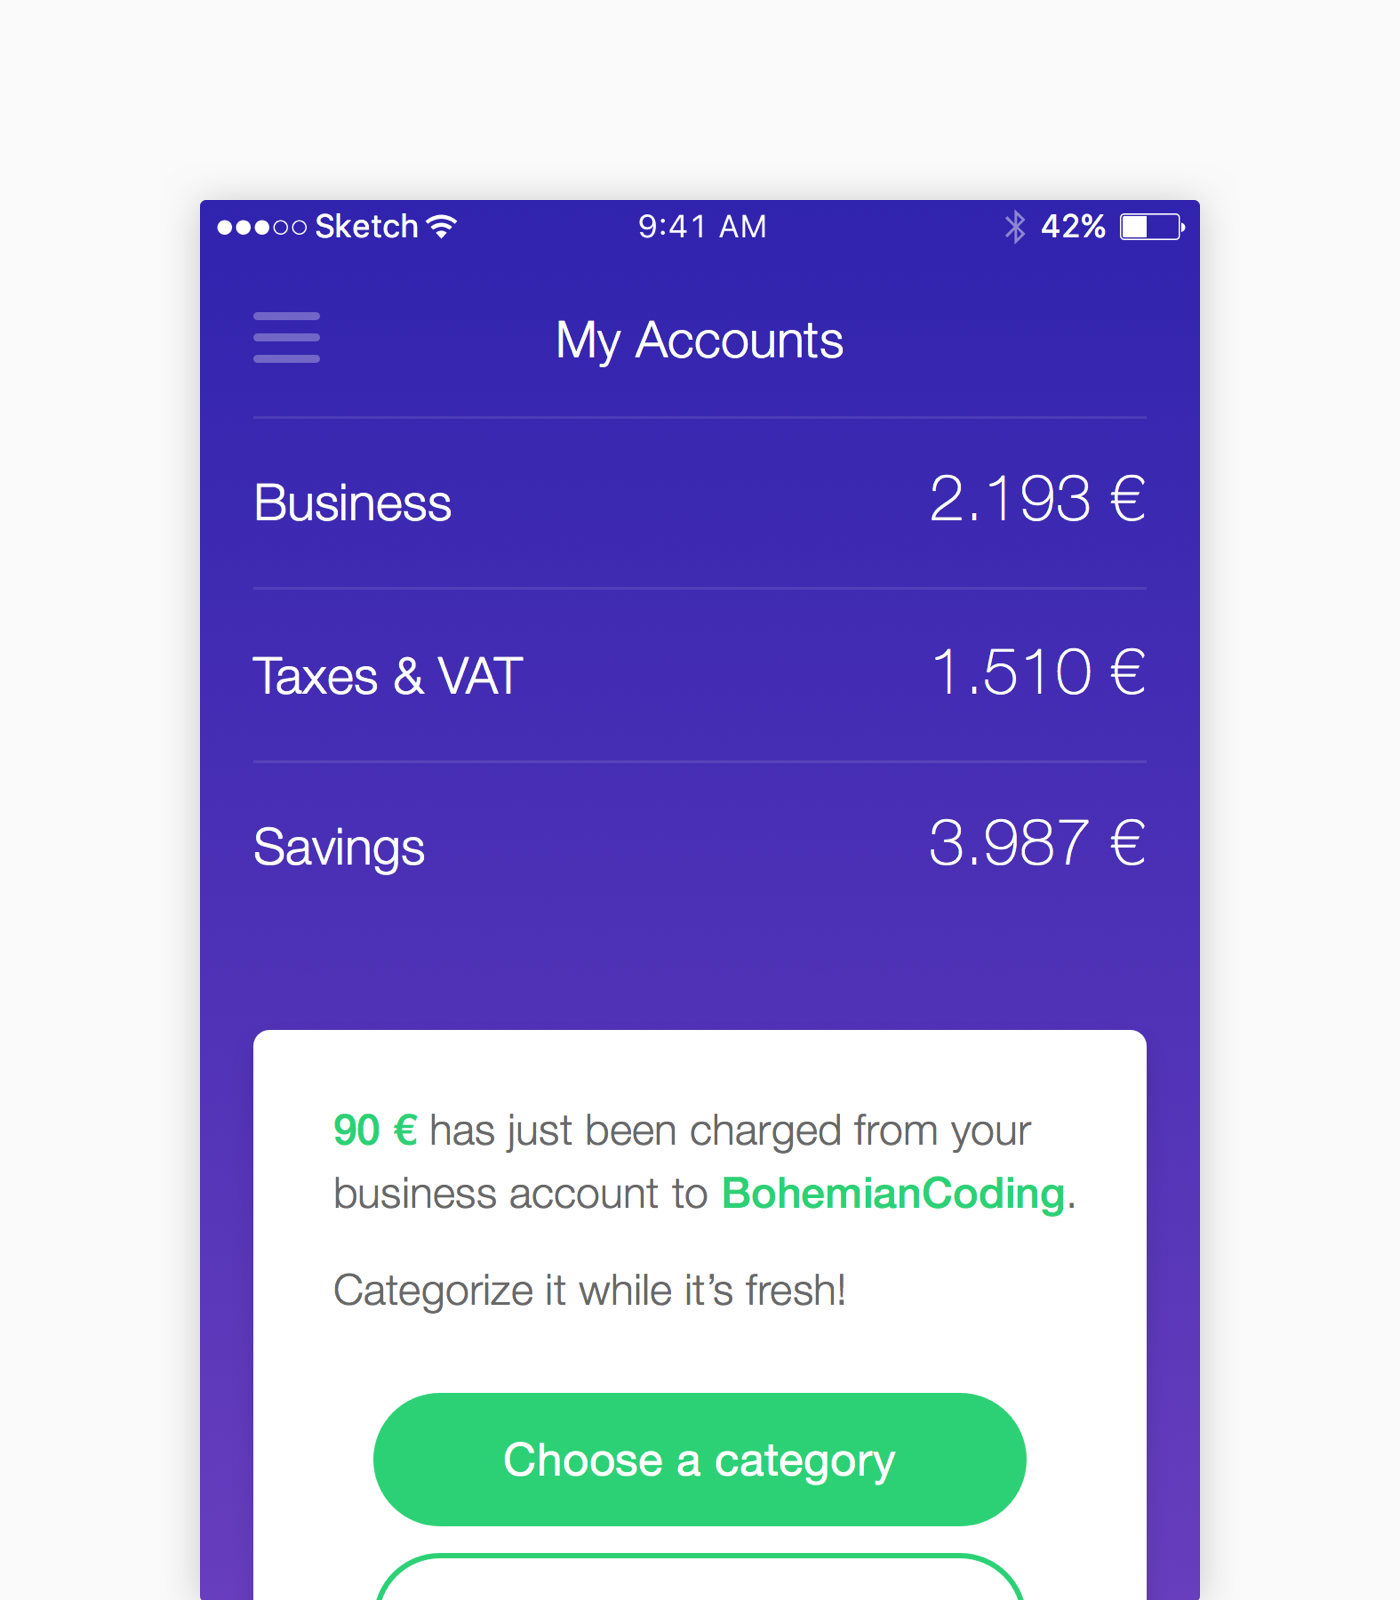 Sketch 9:41 AM 42%
My Accounts
Business 2.193 €
Taxes & VAT 1.510 €
Savings 3.987 €
90 € has just been charged from your
business account to BohemianCoding.
Categorize it while it’s fresh!
Choose a category